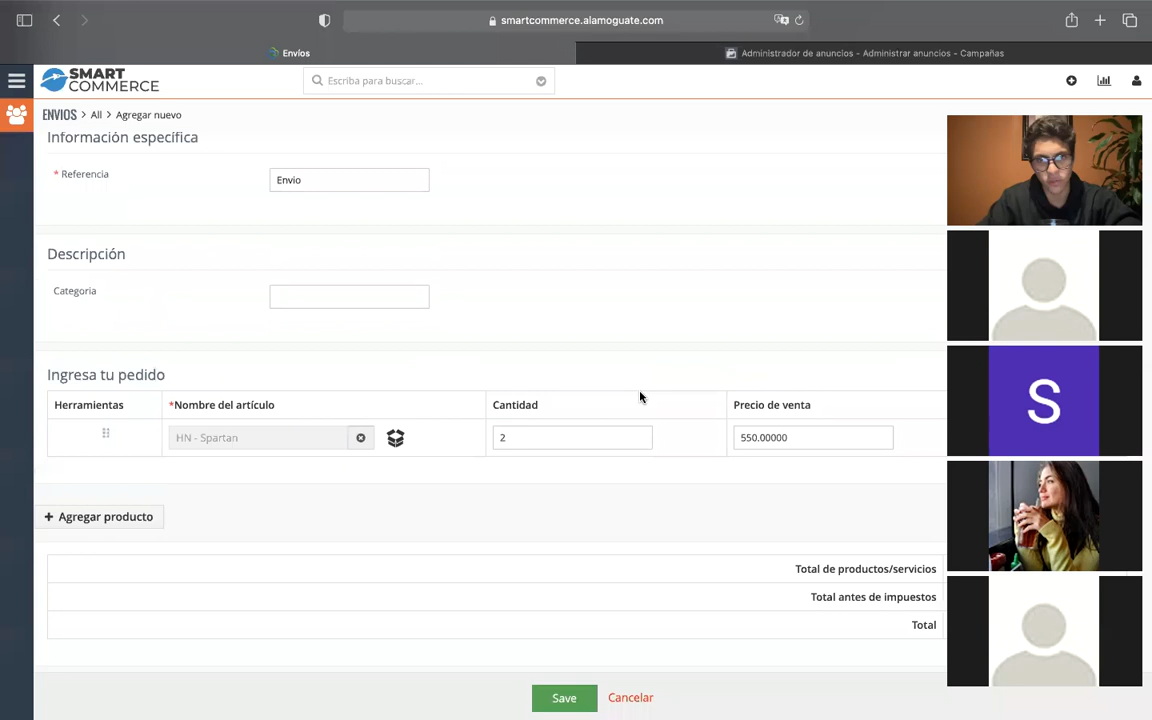 smartcommerce.alamoguate.com
Envíos
Administrador de anuncios - Administrar anuncios - Campañas
SMART
COMMERCE
Escriba para buscar...
ENVIOS > All > Agregar nuevo
Información específica
* Referencia
Envio
Descripción
Categoria
Ingresa tu pedido
Herramientas *Nombre del artículo Cantidad Precio de venta
HN - Spartan 2 550.00000
+ Agregar producto
Total de productos/servicios
Total antes de impuestos
Total
Save Cancelar
S